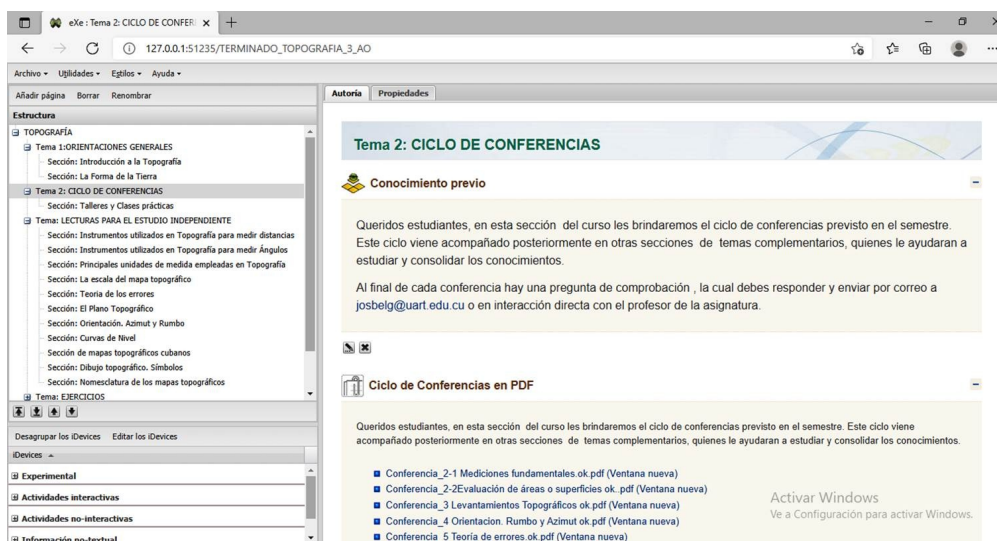 eXe : Tema 2: CICLO DE CONFER
127.0.0.1:51235/TERMINADO_TOPOGRAFIA_3_AO
Archivo Utilidades Estilos Ayuda
Añadir página Borrar Renombrar
Estructura
TOPOGRAFÍA
Tema 1:ORIENTACIONES GENERALES
Sección: Introducción a la Topografía
Sección: La Forma de la Tierra
Tema 2: CICLO DE CONFERENCIAS
Sección: Talleres y Clases prácticas
Tema: LECTURAS PARA EL ESTUDIO INDEPENDIENTE
Sección: Instrumentos utilizados en Topografía para medir distancias
Sección: Instrumentos utilizados en Topografía para medir Ángulos
Sección: Principales unidades de medida empleadas en Topografía
Sección: La escala del mapa topográfico
Sección: Teoria de los errores
Sección: El Plano Topográfico
Sección: Orientación. Azimut y Rumbo
Sección: Curvas de Nivel
Sección de mapas topográficos cubanos
Sección: Dibujo topográfico. Símbolos
Sección: Nomesclatura de los mapas topográficos
Tema: EJERCICIOS
Desagrupar los iDevices Editar los iDevices
iDevices
Experimental
Actividades interactivas
Actividades no-interactivas
Información no-textual
Autoría Propiedades
Tema 2: CICLO DE CONFERENCIAS
Conocimiento previo
Queridos estudiantes, en esta sección del curso les brindaremos el ciclo de conferencias previsto en el semestre.
Este ciclo viene acompañado posteriormente en otras secciones de temas complementarios, quienes le ayudaran a
estudiar y consolidar los conocimientos.
Al final de cada conferencia hay una pregunta de comprobación , la cual debes responder y enviar por correo a
josbelg@uart.edu.cu o en interacción directa con el profesor de la asignatura.
Ciclo de Conferencias en PDF
Queridos estudiantes, en esta sección del curso les brindaremos el ciclo de conferencias previsto en el semestre. Este ciclo viene
acompañado posteriormente en otras secciones de temas complementarios, quienes le ayudaran a estudiar y consolidar los conocimientos.
Conferencia_2-1 Mediciones fundamentales.ok.pdf (Ventana nueva)
Conferencia_2-2Evaluación de áreas o superficies ok..pdf (Ventana nueva)
Conferencia_3 Levantamientos Topográficos ok.pdf (Ventana nueva)
Conferencia_4 Orientacion. Rumbo y Azimut ok.pdf (Ventana nueva)
Conferencia_5 Teoría de errores.ok.pdf (Ventana nueva)
Activar Windows
Ve a Configuración para activar Windows.